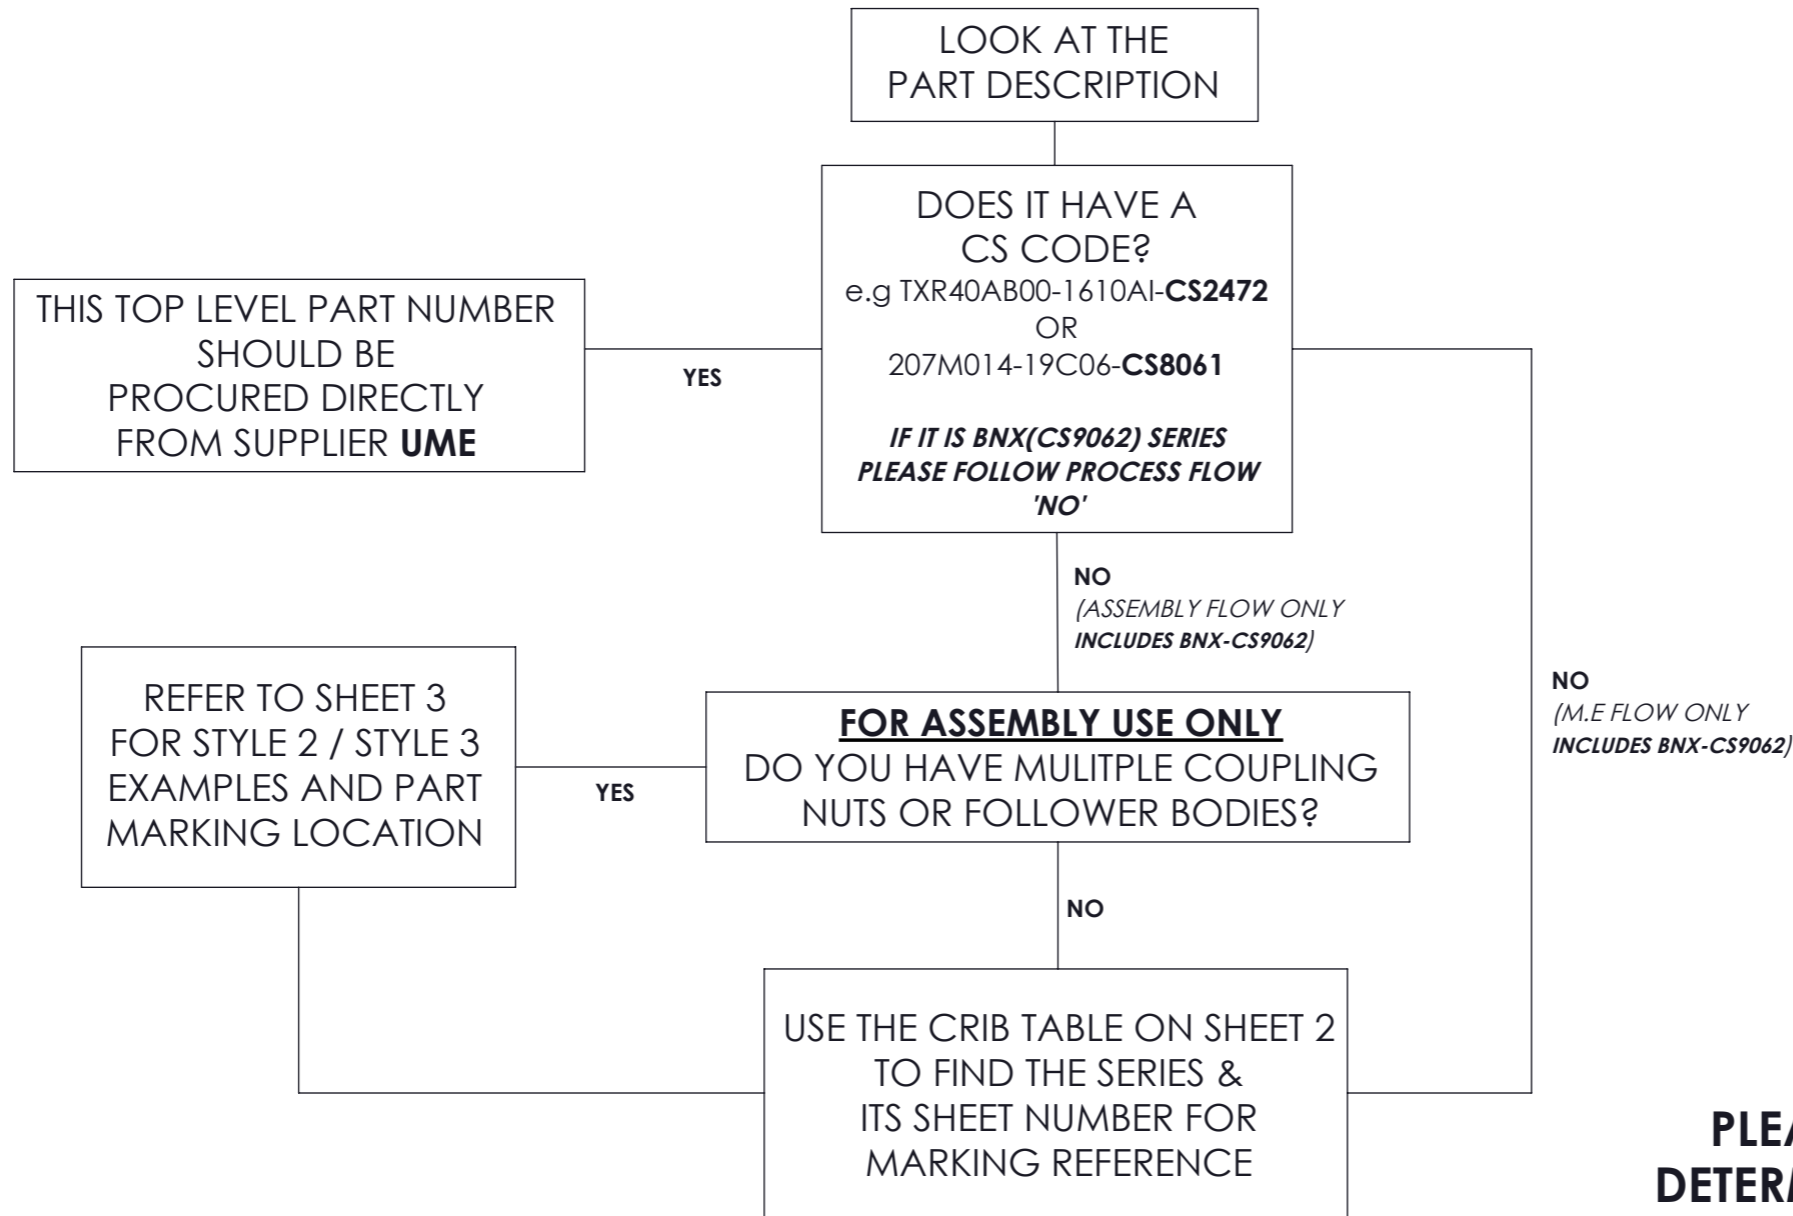 LOOK AT THE
PART DESCRIPTION
DOES IT HAVE A
CS CODE?
e.g TXR40AB00-1610AI-CS2472
OR
207M014-19C06-CS8061
IF IT IS BNX(CS9062) SERIES
PLEASE FOLLOW PROCESS FLOW
'NO'
THIS TOP LEVEL PART NUMBER
SHOULD BE
PROCURED DIRECTLY
FROM SUPPLIER UME
YES
NO
(ASSEMBLY FLOW ONLY
INCLUDES BNX-CS9062)
NO
(M.E FLOW ONLY
INCLUDES BNX-CS9062)
REFER TO SHEET 3
FOR STYLE 2 / STYLE 3
EXAMPLES AND PART
MARKING LOCATION
YES
FOR ASSEMBLY USE ONLY
DO YOU HAVE MULITPLE COUPLING
NUTS OR FOLLOWER BODIES?
NO
USE THE CRIB TABLE ON SHEET 2
TO FIND THE SERIES &
ITS SHEET NUMBER FOR
MARKING REFERENCE